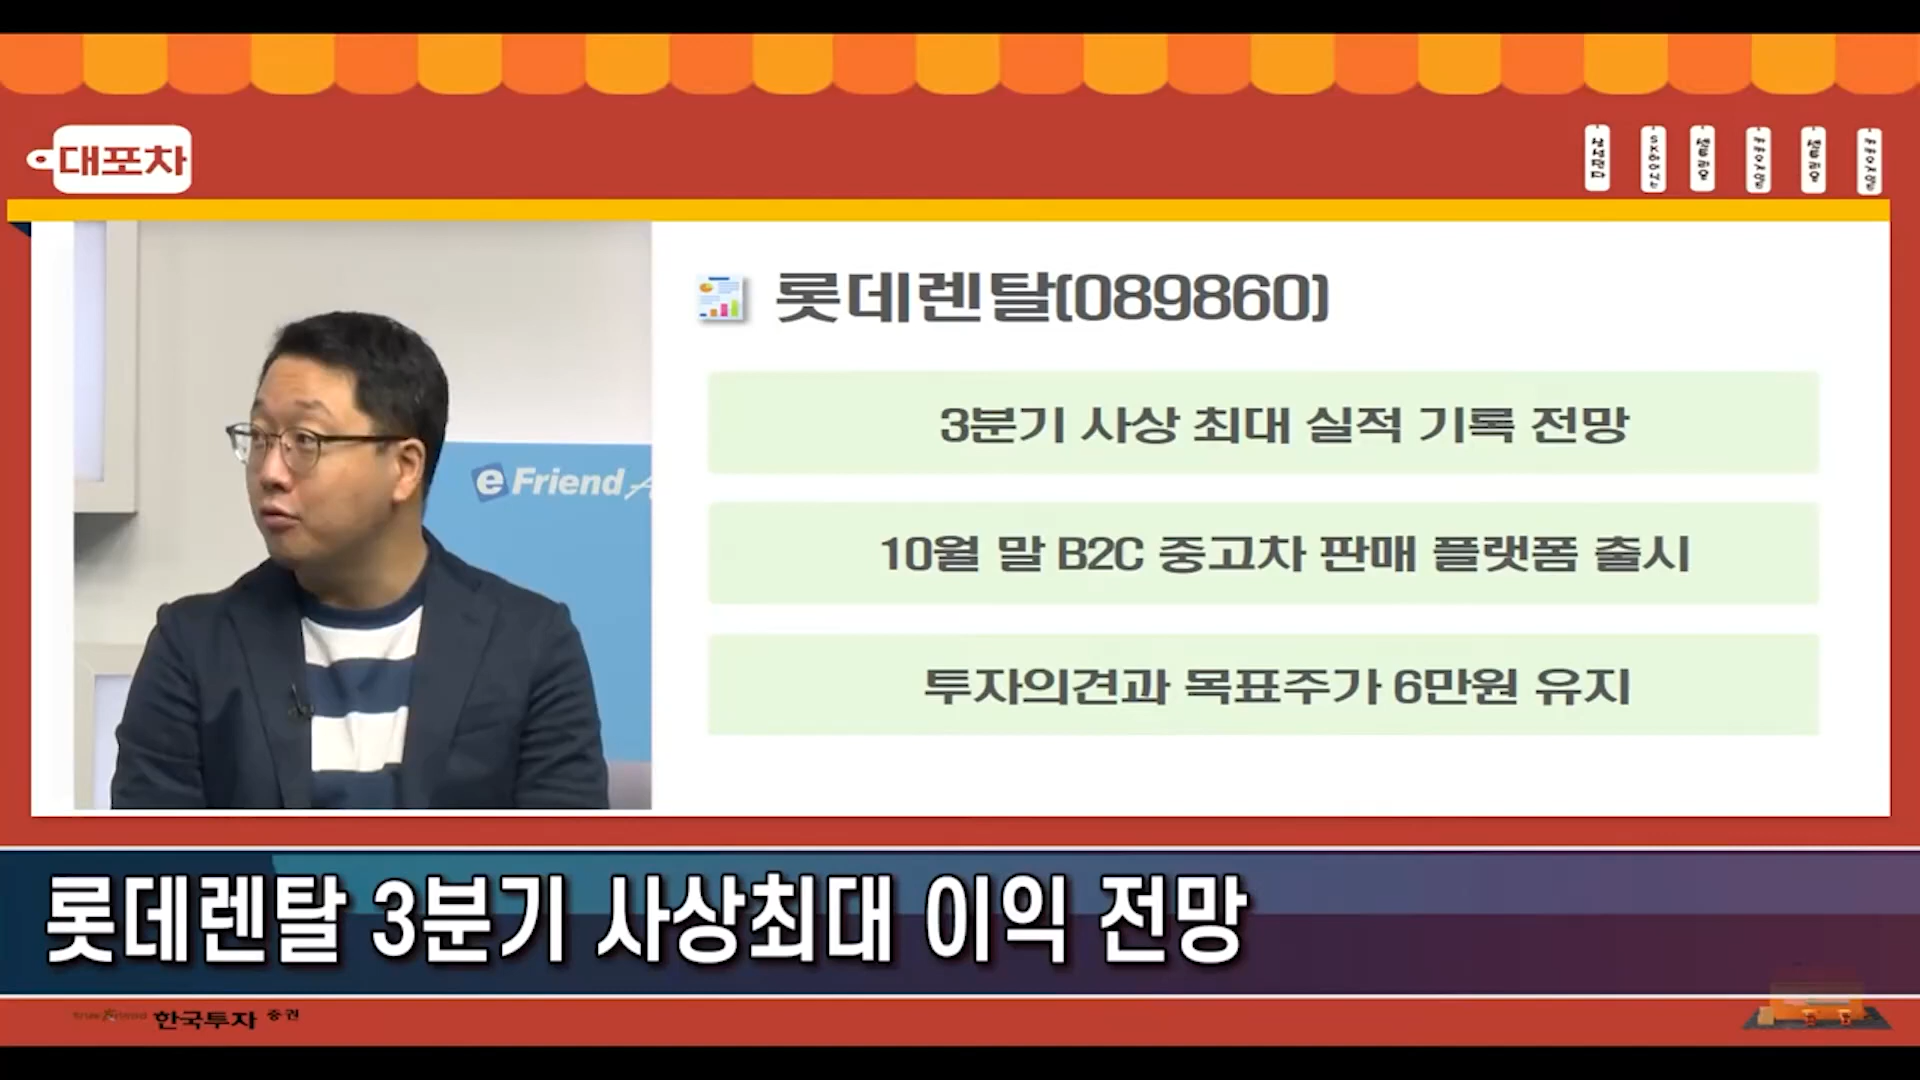 대포차
롯데렌탈(089860)
3분기 사상 최대 실적 기록 전망
e Friend
10월 말 B2C 중고차 판매 플랫폼 출시
투자의견과 목표주가 6만원 유지
롯데렌탈 3분기 사상최대 이익 전망
true friend 한국투자 증권